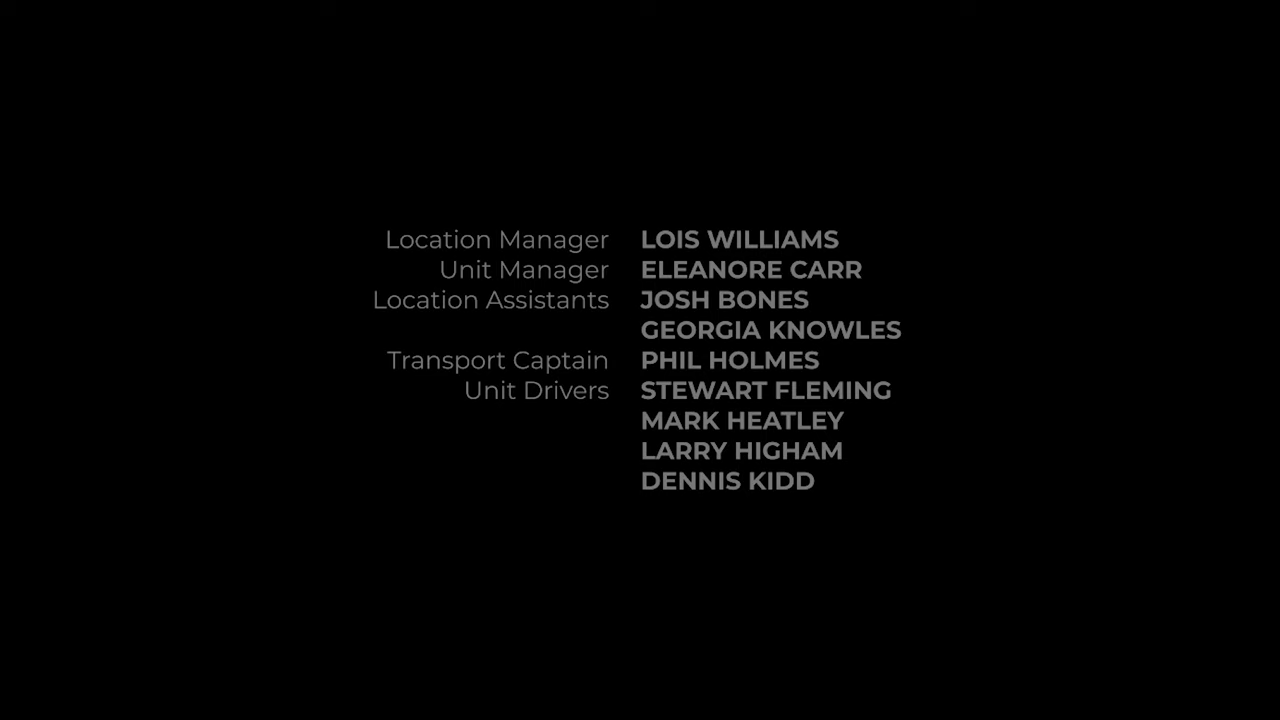 Location Manager LOIS WILLIAMS
Unit Manager ELEANORE CARR
Location Assistants JOSH BONES
GEORGIA KNOWLES
Transport Captain PHIL HOLMES
Unit Drivers STEWART FLEMING
MARK HEATLEY
LARRY HIGHAM
DENNIS KIDD